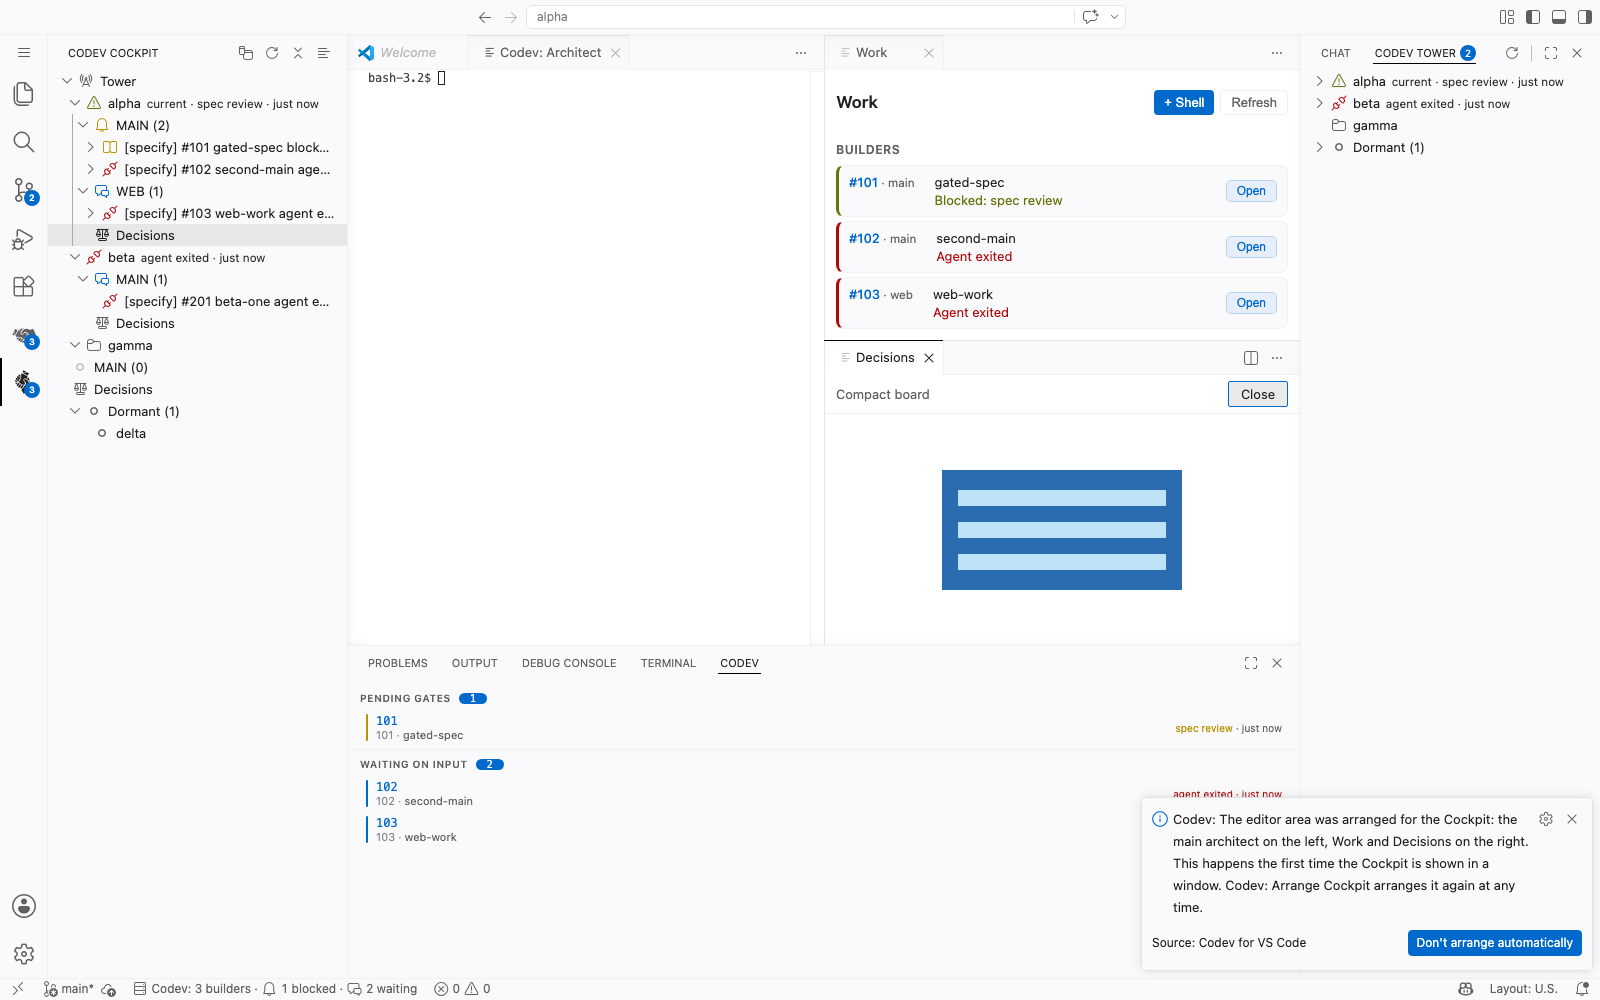 alpha
CODEV COCKPIT
Tower
alpha current · spec review · just now
MAIN (2)
[specify] #101 gated-spec block...
[specify] #102 second-main age...
WEB (1)
[specify] #103 web-work agent e...
Decisions
beta agent exited · just now
MAIN (1)
[specify] #201 beta-one agent e...
Decisions
gamma
MAIN (0)
Decisions
Dormant (1)
delta
2
3
3
Welcome
Codev: Architect
bash-3.2$
Work
Work
+ Shell
Refresh
BUILDERS
#101 · main gated-spec
Blocked: spec review
Open
#102 · main second-main
Agent exited
Open
#103 · web web-work
Agent exited
Open
Decisions
Compact board
Close
CHAT
CODEV TOWER 2
alpha current · spec review · just now
beta agent exited · just now
gamma
Dormant (1)
PROBLEMS
OUTPUT
DEBUG CONSOLE
TERMINAL
CODEV
PENDING GATES 1
101
101 · gated-spec
spec review · just now
WAITING ON INPUT 2
102
102 · second-main
agent exited · just now
103
103 · web-work
Codev: The editor area was arranged for the Cockpit: the
main architect on the left, Work and Decisions on the right.
This happens the first time the Cockpit is shown in a
window. Codev: Arrange Cockpit arranges it again at any
time.
Source: Codev for VS Code
Don't arrange automatically
main*
Codev: 3 builders · 1 blocked · 2 waiting
0 0
Layout: U.S.